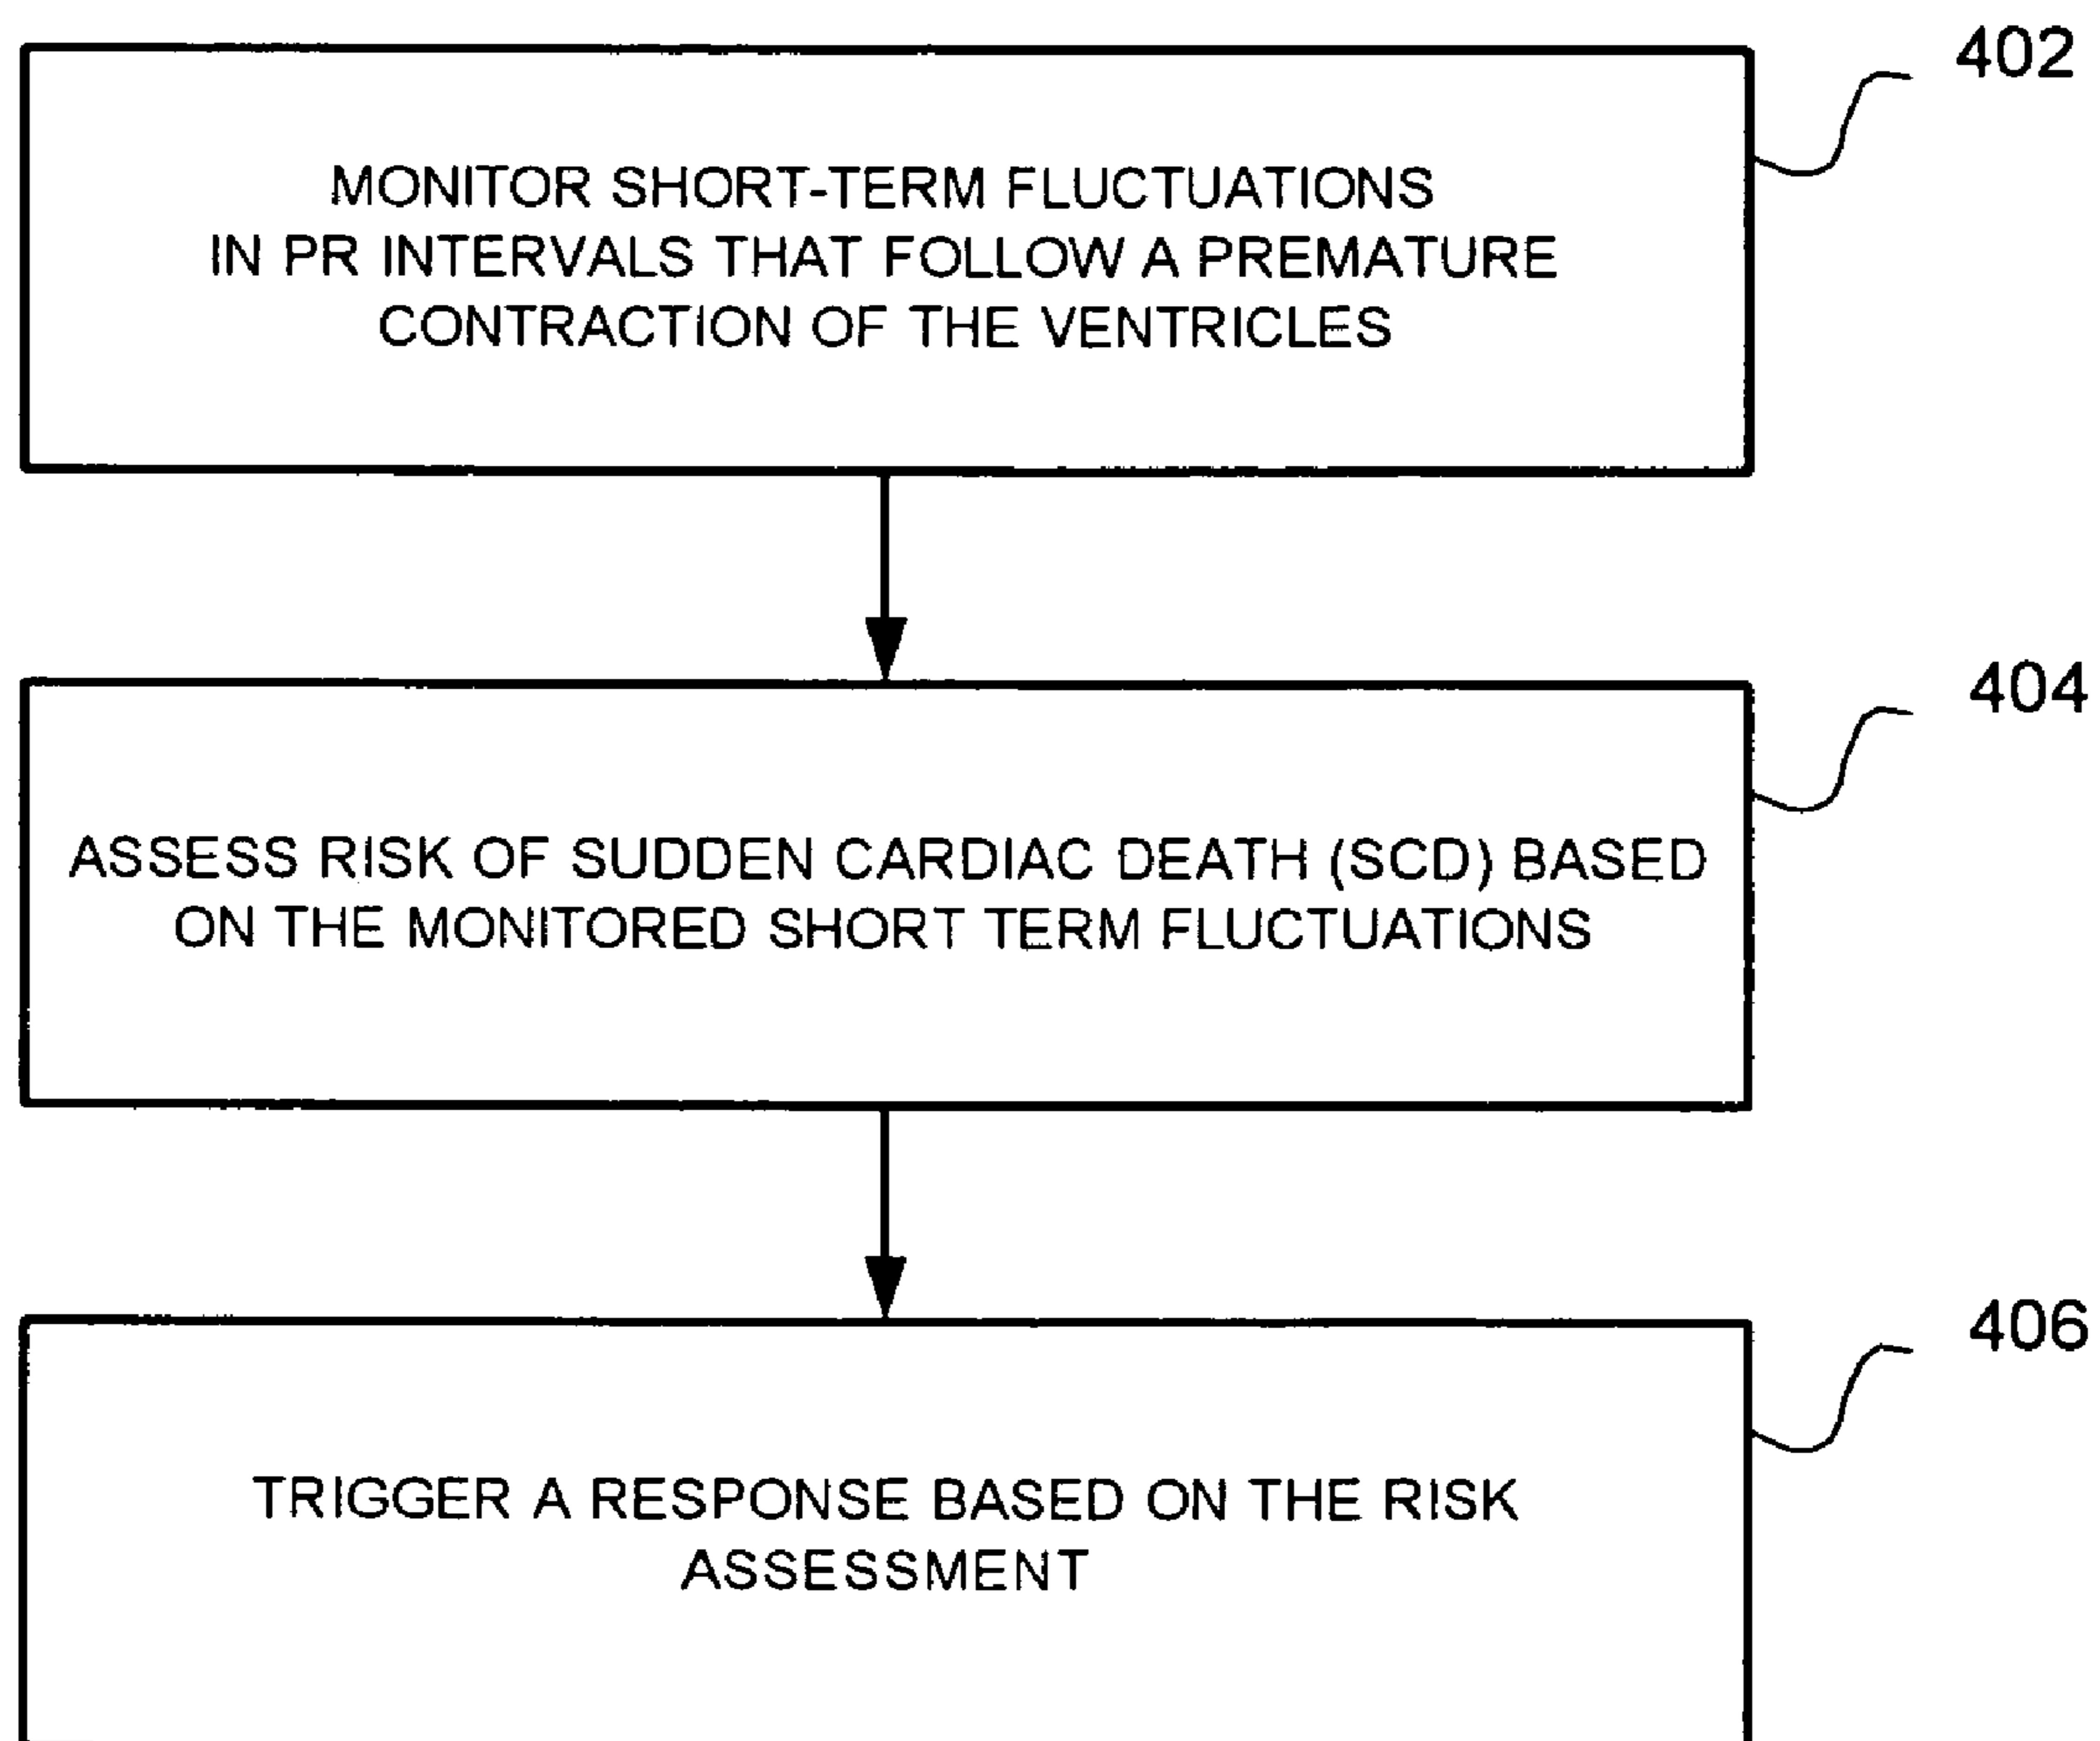 402
MONITOR SHORT-TERM FLUCTUATIONS
IN PR INTERVALS THAT FOLLOW A PREMATURE
CONTRACTION OF THE VENTRICLES
404
ASSESS RISK OF SUDDEN CARDIAC DEATH (SCD) BASED
ON THE MONITORED SHORT TERM FLUCTUATIONS
406
TRIGGER A RESPONSE BASED ON THE RISK
ASSESSMENT